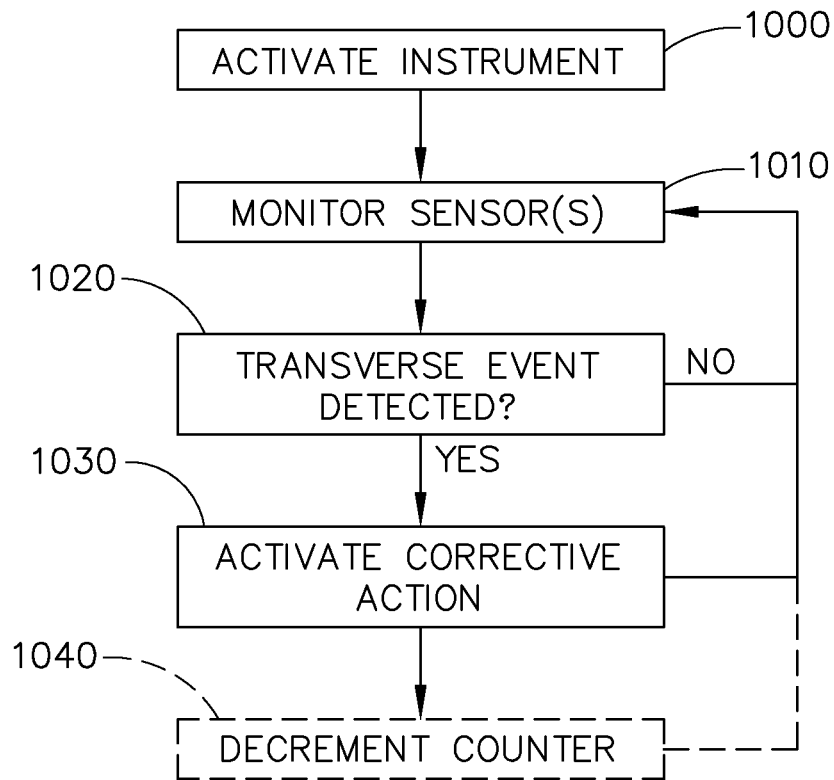 1000
ACTIVATE INSTRUMENT
1010
MONITOR SENSOR(S)
1020
TRANSVERSE EVENT
DETECTED?
NO
YES
1030
ACTIVATE CORRECTIVE
ACTION
1040
DECREMENT COUNTER